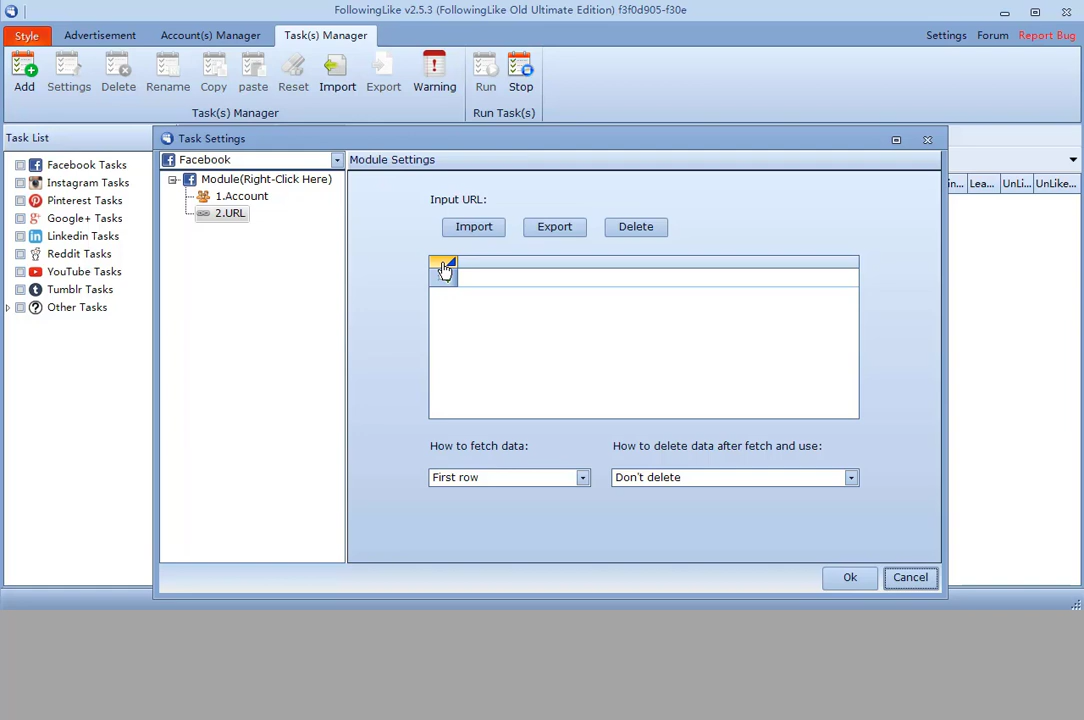 FollowingLike v2.5.3 (FollowingLike Old Ultimate Edition) f3f0d905-f30e
Style Advertisement Account(s) Manager Task(s) Manager Settings Forum Report Bug
Add Settings Delete Rename Copy paste Reset Import Export Warning Run Stop
Task(s) Manager Run Task(s)
Task List
Facebook Tasks
Instagram Tasks
Pinterest Tasks
Google+ Tasks
Linkedin Tasks
Reddit Tasks
YouTube Tasks
Tumblr Tasks
Other Tasks
Task Settings
Facebook
Module(Right-Click Here)
1.Account
2.URL
Module Settings
Input URL:
Import Export Delete
How to fetch data: How to delete data after fetch and use:
First row Don't delete
Ok Cancel
in... Lea... UnLi... UnLike...